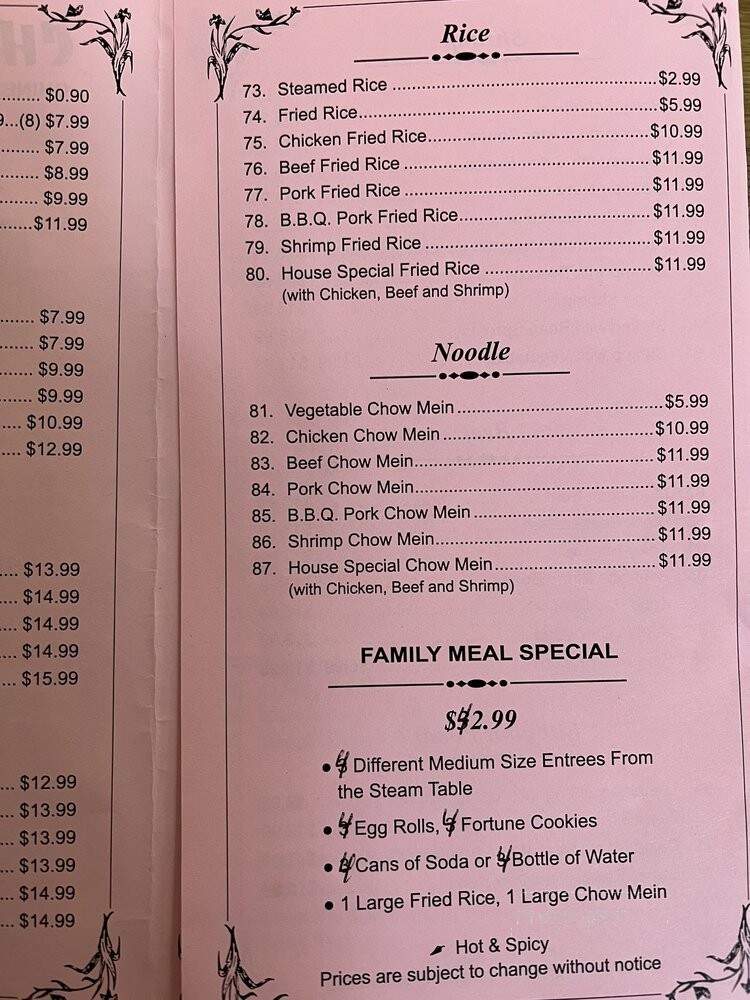 $0.90
(8) $7.99
$7.99
$8.99
$9.99
$11.99
$7.99
$7.99
$9.99
$9.99
$10.99
$12.99
$13.99
$14.99
$14.99
$14.99
$15.99
$12.99
$13.99
$13.99
$13.99
$14.99
$14.99
Rice
73. Steamed Rice $2.99
74. Fried Rice $5.99
75. Chicken Fried Rice $10.99
76. Beef Fried Rice $11.99
77. Pork Fried Rice $11.99
78. B.B.Q. Pork Fried Rice $11.99
79. Shrimp Fried Rice $11.99
80. House Special Fried Rice $11.99
(with Chicken, Beef and Shrimp)
Noodle
81. Vegetable Chow Mein $5.99
82. Chicken Chow Mein $10.99
83. Beef Chow Mein $11.99
84. Pork Chow Mein $11.99
85. B.B.Q. Pork Chow Mein $11.99
86. Shrimp Chow Mein $11.99
87. House Special Chow Mein $11.99
(with Chicken, Beef and Shrimp)
FAMILY MEAL SPECIAL
$42.99
• 4 Different Medium Size Entrees From
the Steam Table
• 4 Egg Rolls, 4 Fortune Cookies
• 4 Cans of Soda or 4 Bottle of Water
• 1 Large Fried Rice, 1 Large Chow Mein
Hot & Spicy
Prices are subject to change without notice